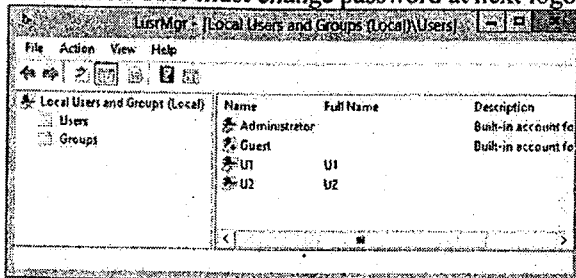 must change password at next logo
LusrMgr - [Local Users and Groups (Local)\Users]
File Action View Help
Local Users and Groups (Local)
Users
Groups
Name Full Name Description
Administrator Built-in account fo
Guest Built-in account fo
U1 U1
U2 U2